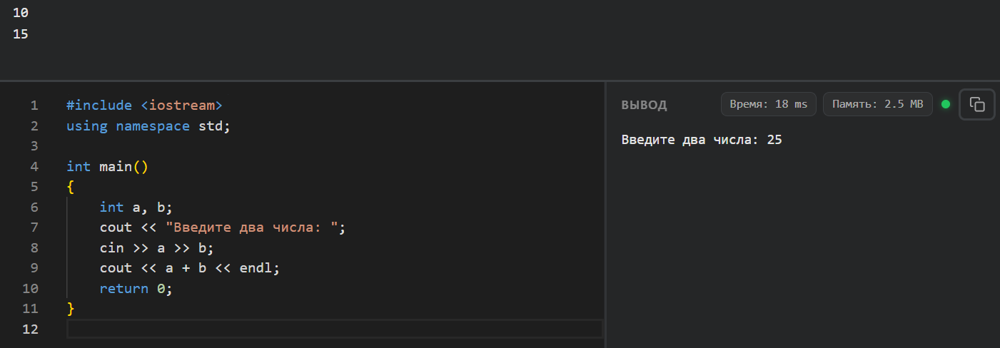 10
15
1 #include <iostream>
2 using namespace std;
3
4 int main()
5 {
6 int a, b;
7 cout << "Введите два числа: ";
8 cin >> a >> b;
9 cout << a + b << endl;
10 return 0;
11 }
12
ВЫВОД Время: 18 ms Память: 2.5 MB
Введите два числа: 25